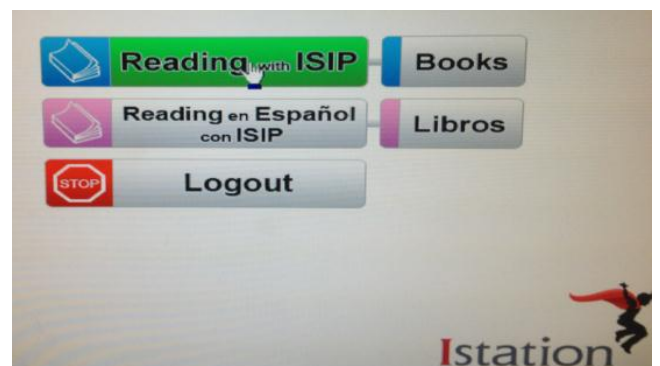 Reading with ISIP
Books
Reading en Español
con ISIP
Libros
STOP
Logout
Istation